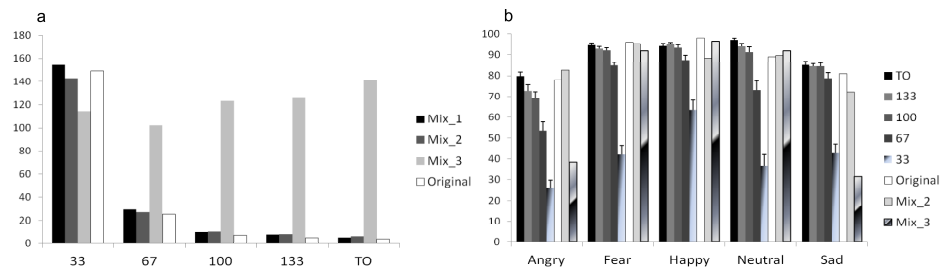 a
180
160
140
120
100
80
60
40
20
0
33 67 100 133 TO
Mix_1
Mix_2
Mix_3
Original
b
100
90
80
70
60
50
40
30
20
10
0
Angry Fear Happy Neutral Sad
TO
133
100
67
33
Original
Mix_2
Mix_3